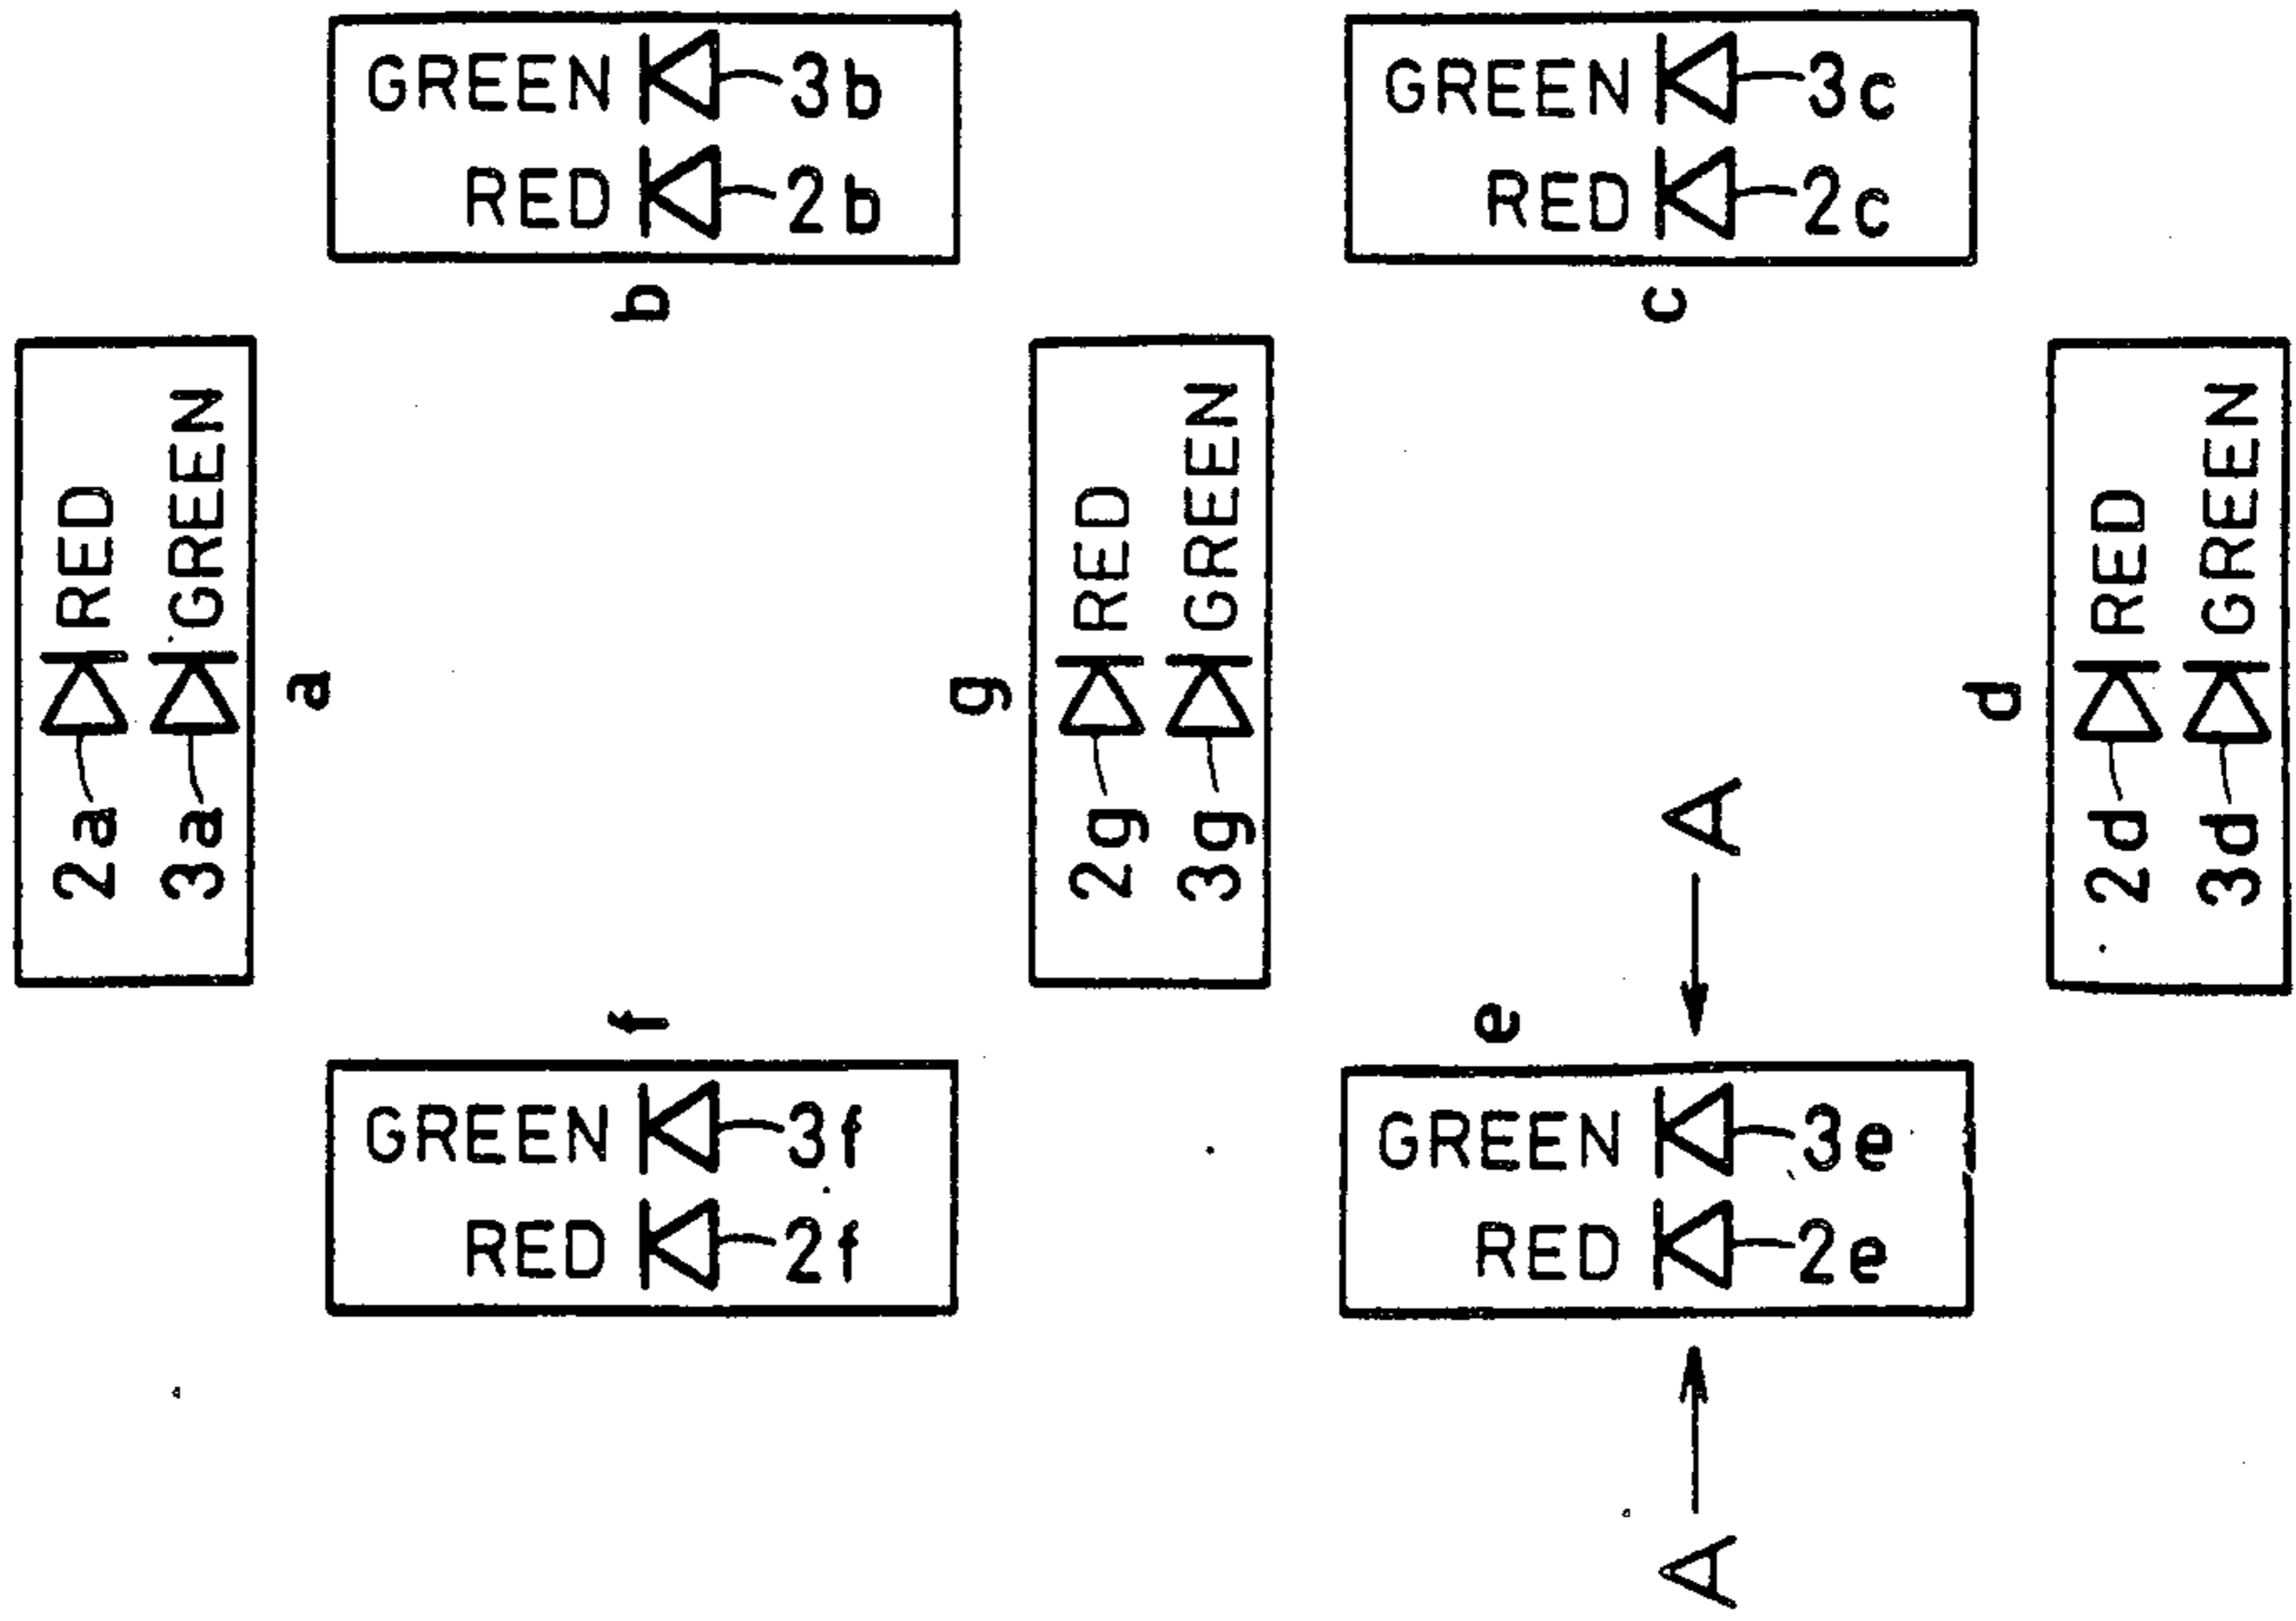 GREEN 3b
RED 2b
b
GREEN 3c
RED 2c
c
2a RED
3a GREEN
a
2g RED
3g GREEN
g
2d RED
3d GREEN
d
f
GREEN 3f
RED 2f
A
e
GREEN 3e
RED 2e
A